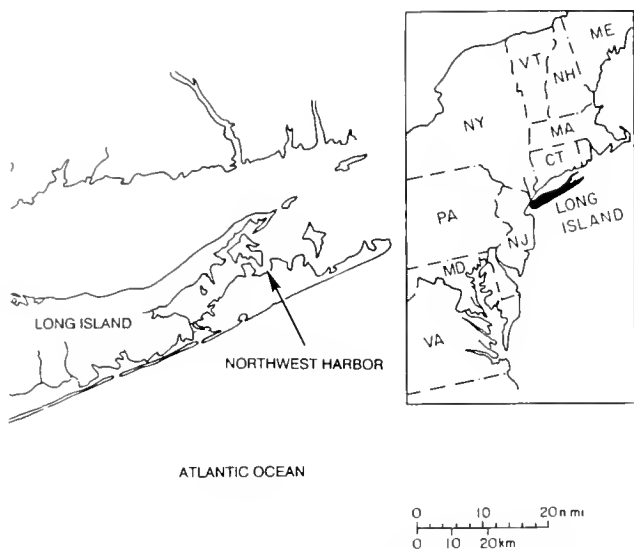 LONG ISLAND
NORTHWEST HARBOR
ATLANTIC OCEAN
ME
VT
NH
NY
MA
CT
LONG
ISLAND
PA
NJ
MD
VA
0 10 20 n mi
0 10 20 km